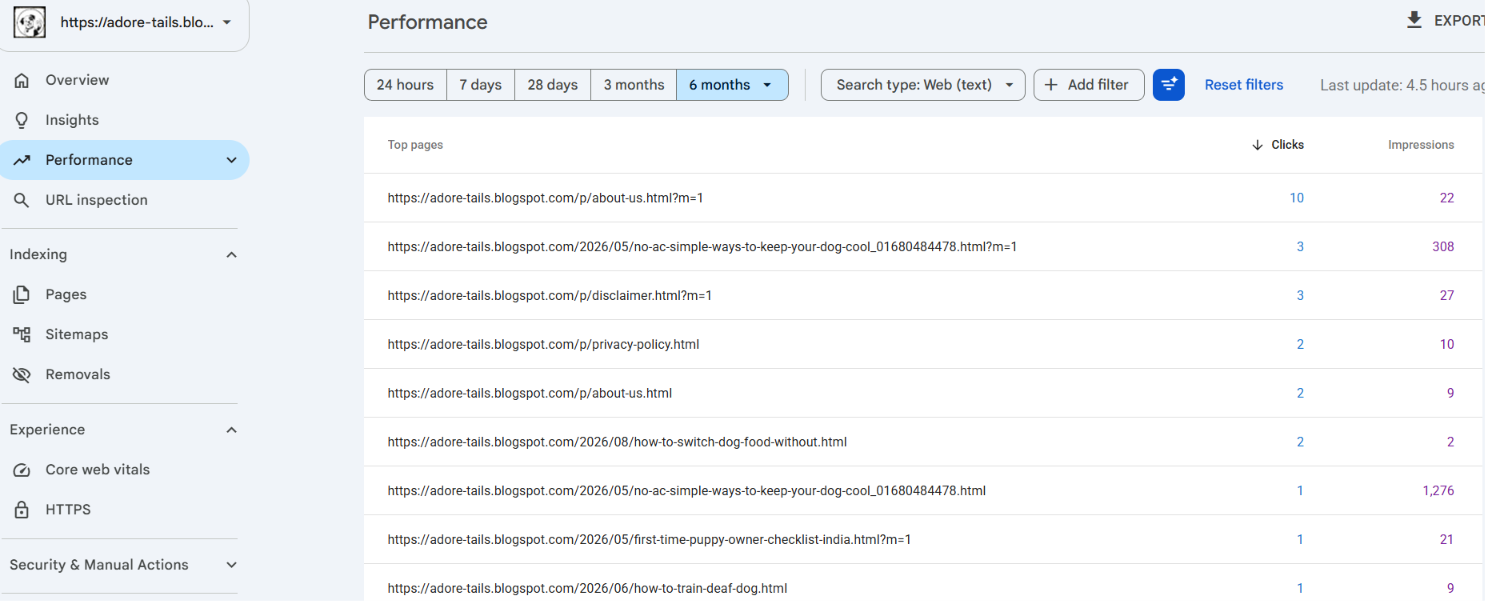 https://adore-tails.blo...
Performance
EXPORT
Overview
Insights
Performance
URL inspection
Indexing
Pages
Sitemaps
Removals
Experience
Core web vitals
HTTPS
Security & Manual Actions
24 hours 7 days 28 days 3 months 6 months Search type: Web (text) + Add filter Reset filters Last update: 4.5 hours ag
Top pages Clicks Impressions
https://adore-tails.blogspot.com/p/about-us.html?m=1 10 22
https://adore-tails.blogspot.com/2026/05/no-ac-simple-ways-to-keep-your-dog-cool_01680484478.html?m=1 3 308
https://adore-tails.blogspot.com/p/disclaimer.html?m=1 3 27
https://adore-tails.blogspot.com/p/privacy-policy.html 2 10
https://adore-tails.blogspot.com/p/about-us.html 2 9
https://adore-tails.blogspot.com/2026/08/how-to-switch-dog-food-without.html 2 2
https://adore-tails.blogspot.com/2026/05/no-ac-simple-ways-to-keep-your-dog-cool_01680484478.html 1 1,276
https://adore-tails.blogspot.com/2026/05/first-time-puppy-owner-checklist-india.html?m=1 1 21
https://adore-tails.blogspot.com/2026/06/how-to-train-deaf-dog.html 1 9